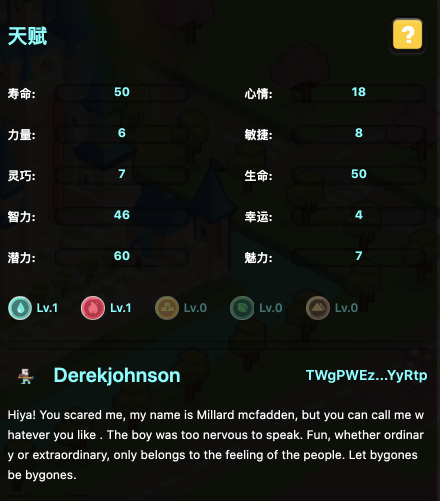 天赋
?
寿命: 50 心情: 18
力量: 6 敏捷: 8
灵巧: 7 生命: 50
智力: 46 幸运: 4
潜力: 60 魅力: 7
Lv.1 Lv.1 Lv.0 Lv.0 Lv.0
Derekjohnson TWgPWEz...YyRtp
Hiya! You scared me, my name is Millard mcfadden, but you can call me w
hatever you like . The boy was too nervous to speak. Fun, whether ordinar
y or extraordinary, only belongs to the feeling of the people. Let bygones
be bygones.